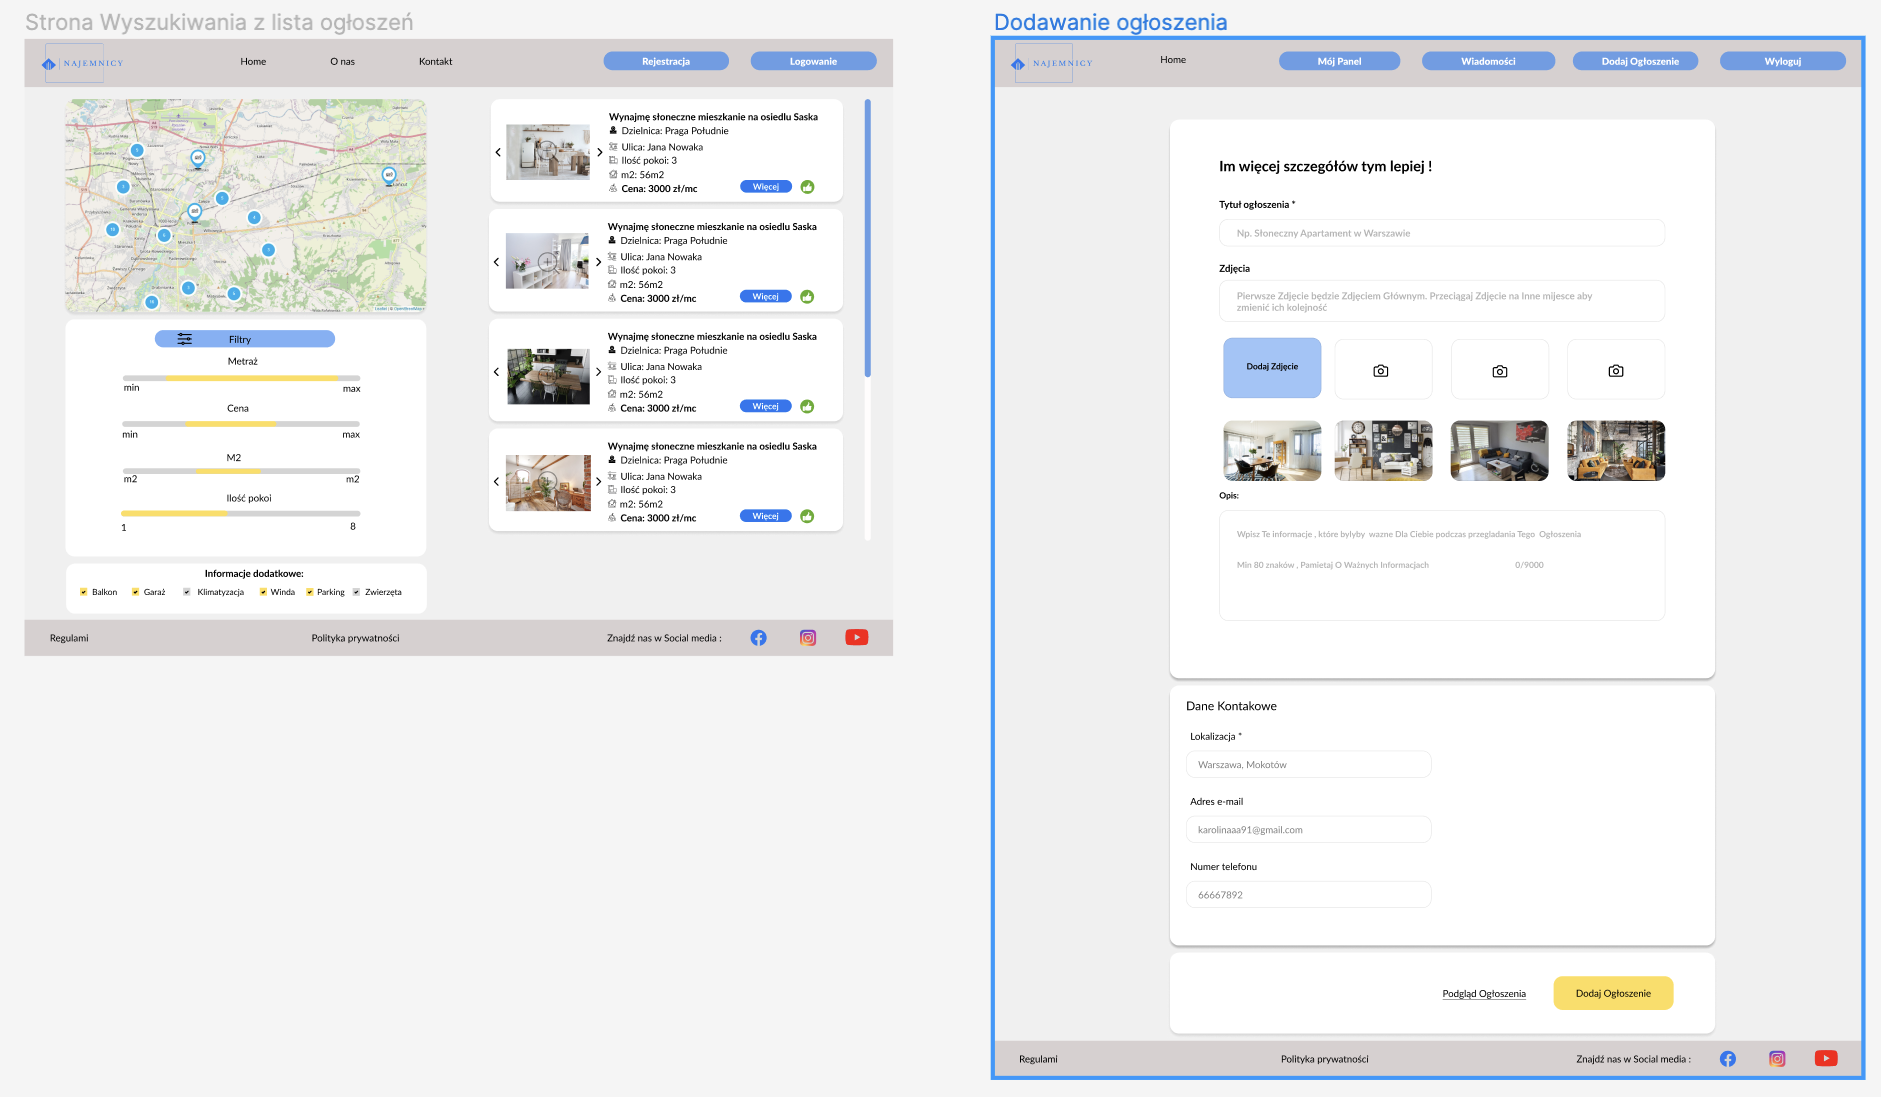 Strona Wyszukiwania z lista ogłoszeń
NAJEMNICY
Home
O nas
Kontakt
Rejestracja
Logowanie
Leaflet | © OpenStreetMap
Filtry
Metraż
min
max
Cena
min
max
M2
m2
m2
Ilość pokoi
1
8
Informacje dodatkowe:
Balkon
Garaż
Klimatyzacja
Winda
Parking
Zwierzęta
Wynajmę słoneczne mieszkanie na osiedlu Saska
Dzielnica: Praga Południe
Ulica: Jana Nowaka
Ilość pokoi: 3
m2: 56m2
Cena: 3000 zł/mc
Więcej
Wynajmę słoneczne mieszkanie na osiedlu Saska
Dzielnica: Praga Południe
Ulica: Jana Nowaka
Ilość pokoi: 3
m2: 56m2
Cena: 3000 zł/mc
Więcej
Wynajmę słoneczne mieszkanie na osiedlu Saska
Dzielnica: Praga Południe
Ulica: Jana Nowaka
Ilość pokoi: 3
m2: 56m2
Cena: 3000 zł/mc
Więcej
Wynajmę słoneczne mieszkanie na osiedlu Saska
Dzielnica: Praga Południe
Ulica: Jana Nowaka
Ilość pokoi: 3
m2: 56m2
Cena: 3000 zł/mc
Więcej
Regulami
Polityka prywatności
Znajdź nas w Social media :
Dodawanie ogłoszenia
NAJEMNICY
Home
Mój Panel
Wiadomości
Dodaj Ogłoszenie
Wyloguj
Im więcej szczegółów tym lepiej !
Tytuł ogłoszenia *
Np. Słoneczny Apartament w Warszawie
Zdjęcia
Pierwsze Zdjęcie będzie Zdjęciem Głównym. Przeciągaj Zdjęcie na Inne mijesce aby
zmienić ich kolejność
Dodaj Zdjęcie
Opis:
Wpisz Te informacje , które bylyby wazne Dla Ciebie podczas przegladania Tego Ogłoszenia
Min 80 znaków , Pamietaj O Ważnych Informacjach
0/9000
Dane Kontakowe
Lokalizacja *
Warszawa, Mokotów
Adres e-mail
karolinaaa91@gmail.com
Numer telefonu
66667892
Podgląd Ogłoszenia
Dodaj Ogłoszenie
Regulami
Polityka prywatności
Znajdź nas w Social media :